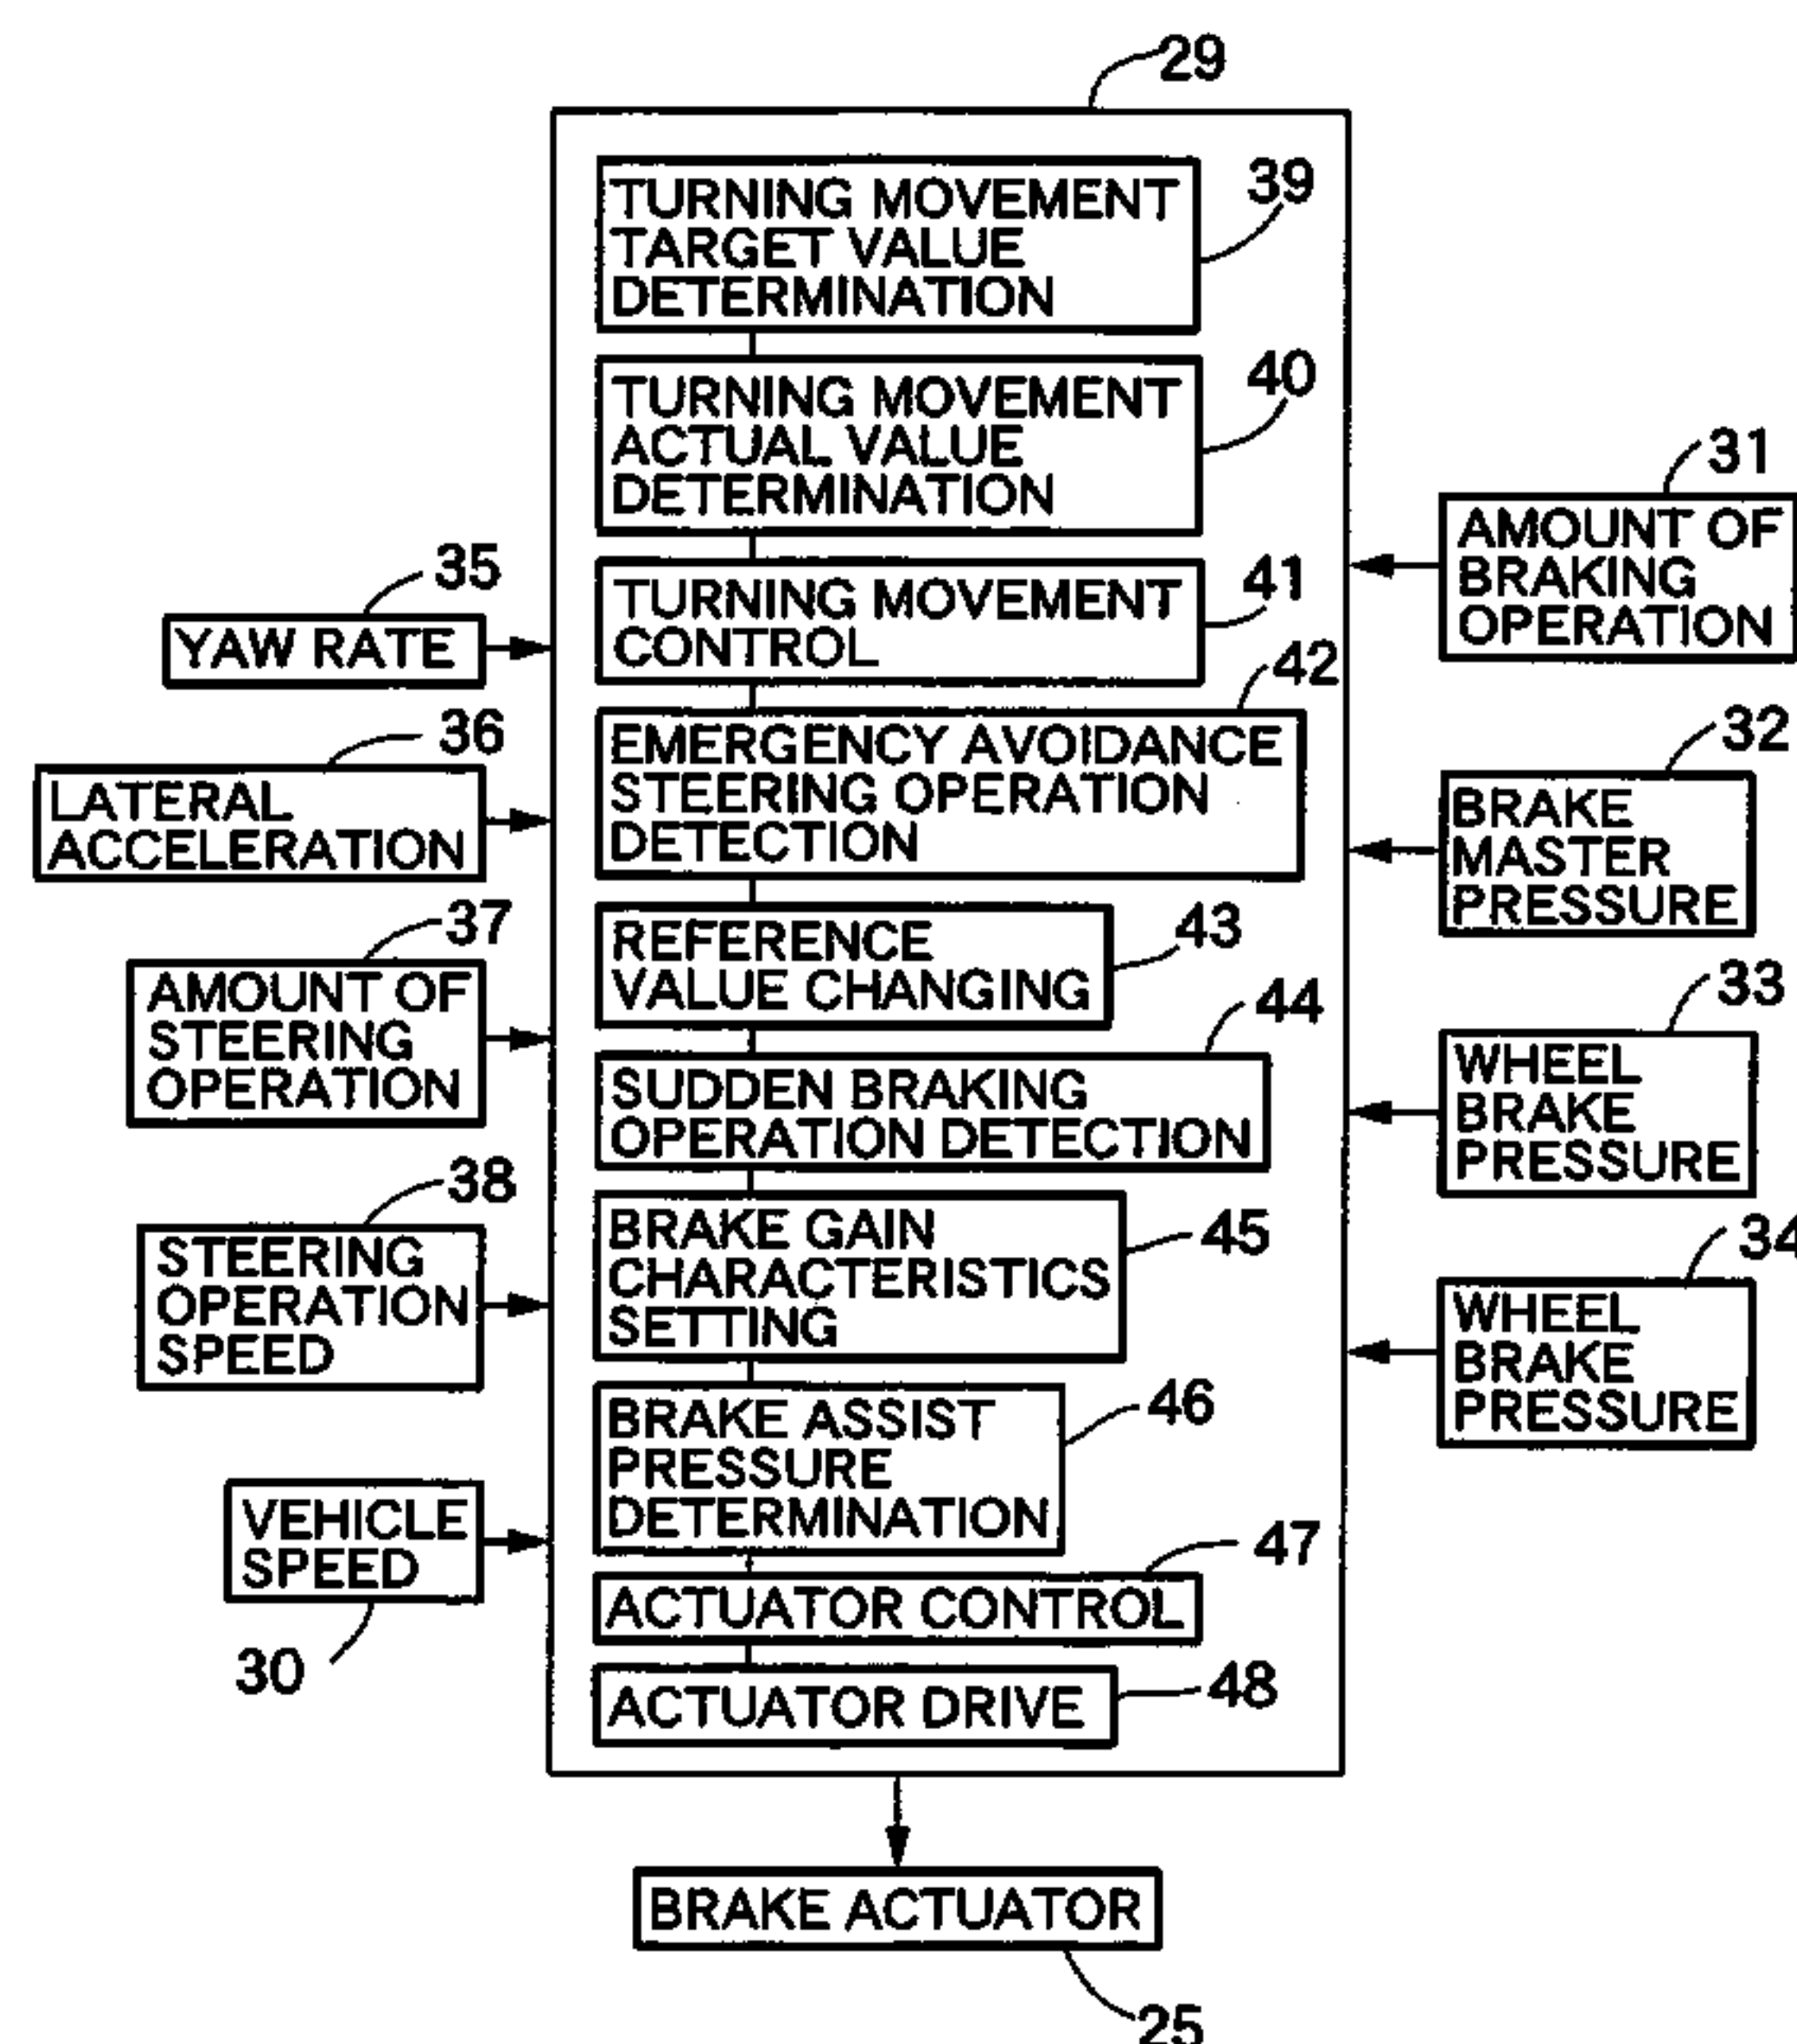 29
TURNING MOVEMENT
TARGET VALUE
DETERMINATION
39
TURNING MOVEMENT
ACTUAL VALUE
DETERMINATION
40
TURNING MOVEMENT
CONTROL
41
EMERGENCY AVOIDANCE
STEERING OPERATION
DETECTION
42
REFERENCE
VALUE CHANGING
43
SUDDEN BRAKING
OPERATION DETECTION
44
BRAKE GAIN
CHARACTERISTICS
SETTING
45
BRAKE ASSIST
PRESSURE
DETERMINATION
46
ACTUATOR CONTROL
47
ACTUATOR DRIVE
48
35
YAW RATE
36
LATERAL
ACCELERATION
37
AMOUNT OF
STEERING
OPERATION
38
STEERING
OPERATION
SPEED
VEHICLE
SPEED
30
31
AMOUNT OF
BRAKING
OPERATION
32
BRAKE
MASTER
PRESSURE
33
WHEEL
BRAKE
PRESSURE
34
WHEEL
BRAKE
PRESSURE
BRAKE ACTUATOR
25